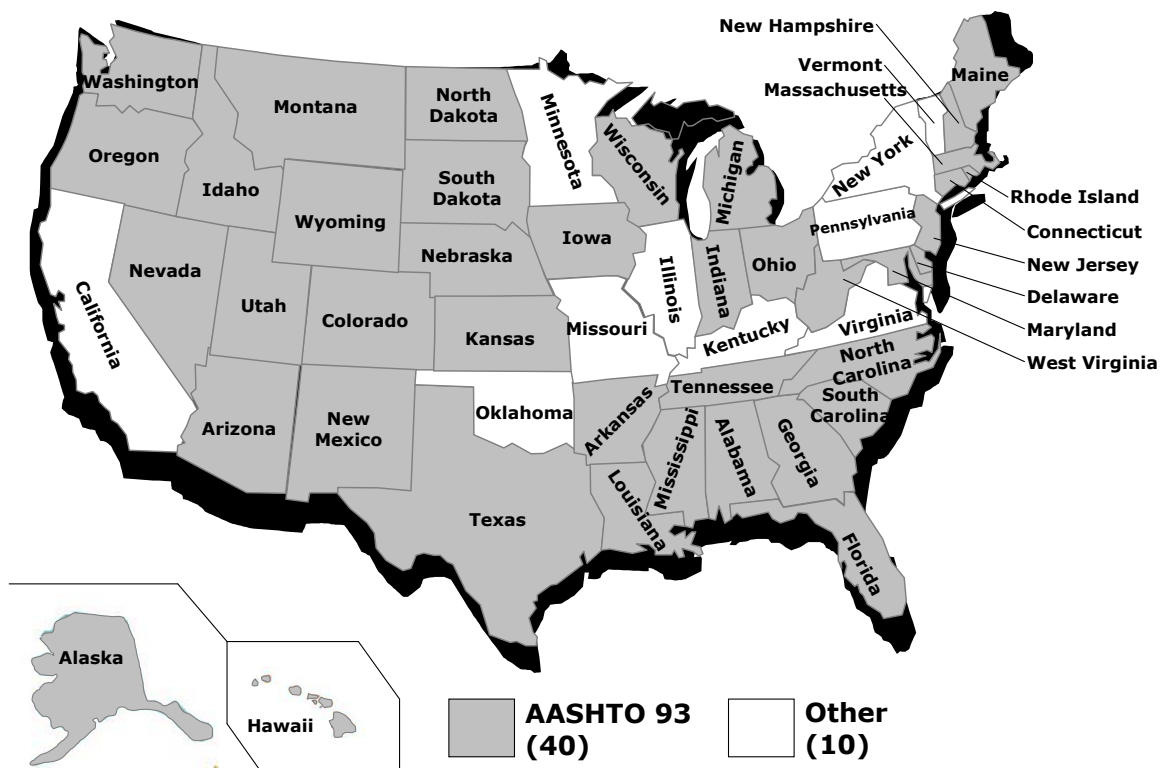 New Hampshire
Vermont
Massachusetts
Maine
Washington
Montana
North
Dakota
Minnesota
Wisconsin
Michigan
New York
Oregon
Idaho
South
Dakota
Wyoming
Rhode Island
Pennsylvania
Connecticut
Nevada
Nebraska
Iowa
Illinois
Indiana
Ohio
New Jersey
Delaware
California
Utah
Colorado
Kansas
Missouri
Kentucky
Virginia
Maryland
West Virginia
North
Carolina
Arizona
New
Mexico
Oklahoma
Arkansas
Tennessee
South
Carolina
Mississippi
Alabama
Georgia
Texas
Louisiana
Florida
Alaska
Hawaii
AASHTO 93
(40)
Other
(10)